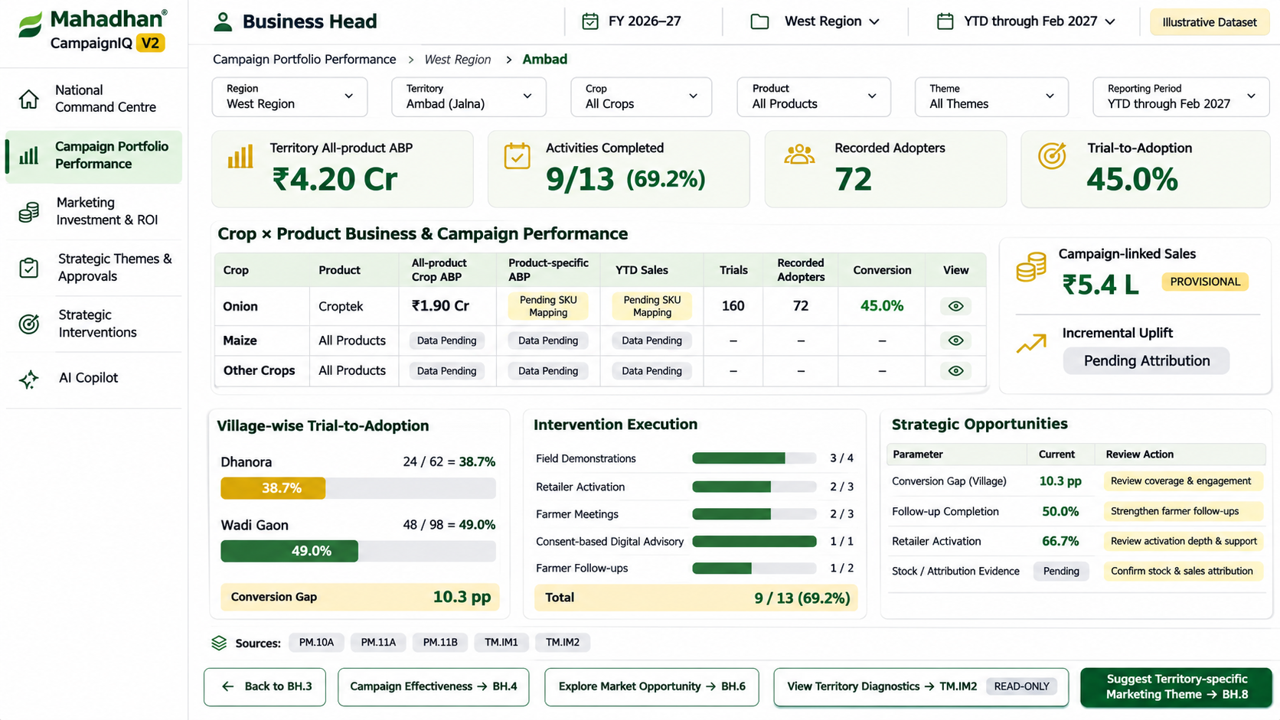 Mahadhan®
CampaignIQ V2
National
Command Centre
Campaign Portfolio
Performance
Marketing
Investment & ROI
Strategic Themes &
Approvals
Strategic
Interventions
AI Copilot
Business Head
FY 2026–27
West Region
YTD through Feb 2027
Illustrative Dataset
Campaign Portfolio Performance > West Region > Ambad
Region
West Region
Territory
Ambad (Jalna)
Crop
All Crops
Product
All Products
Theme
All Themes
Reporting Period
YTD through Feb 2027
Territory All-product ABP
₹4.20 Cr
Activities Completed
9/13 (69.2%)
Recorded Adopters
72
Trial-to-Adoption
45.0%
Crop × Product Business & Campaign Performance
Crop Product All-product Crop ABP Product-specific ABP YTD Sales Trials Recorded Adopters Conversion View
Onion Croptek ₹1.90 Cr Pending SKU Mapping Pending SKU Mapping 160 72 45.0%
Maize All Products Data Pending Data Pending Data Pending – – –
Other Crops All Products Data Pending Data Pending Data Pending – – –
Campaign-linked Sales
₹5.4 L PROVISIONAL
Incremental Uplift
Pending Attribution
Village-wise Trial-to-Adoption
Dhanora 24 / 62 = 38.7%
38.7%
Wadi Gaon 48 / 98 = 49.0%
49.0%
Conversion Gap 10.3 pp
Intervention Execution
Field Demonstrations 3 / 4
Retailer Activation 2 / 3
Farmer Meetings 2 / 3
Consent-based Digital Advisory 1 / 1
Farmer Follow-ups 1 / 2
Total 9 / 13 (69.2%)
Strategic Opportunities
Parameter Current Review Action
Conversion Gap (Village) 10.3 pp Review coverage & engagement
Follow-up Completion 50.0% Strengthen farmer follow-ups
Retailer Activation 66.7% Review activation depth & support
Stock / Attribution Evidence Pending Confirm stock & sales attribution
Sources: PM.10A PM.11A PM.11B TM.IM1 TM.IM2
← Back to BH.3
Campaign Effectiveness → BH.4
Explore Market Opportunity → BH.6
View Territory Diagnostics → TM.IM2 READ-ONLY
Suggest Territory-specific
Marketing Theme → BH.8